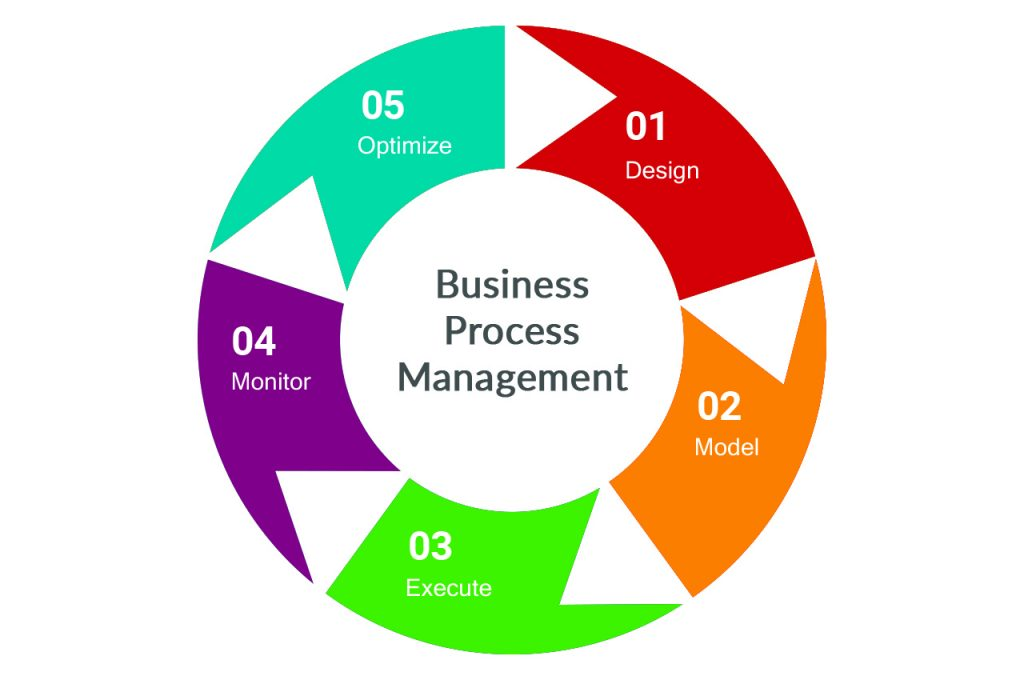 Business
Process
Management
01
Design
02
Model
03
Execute
04
Monitor
05
Optimize